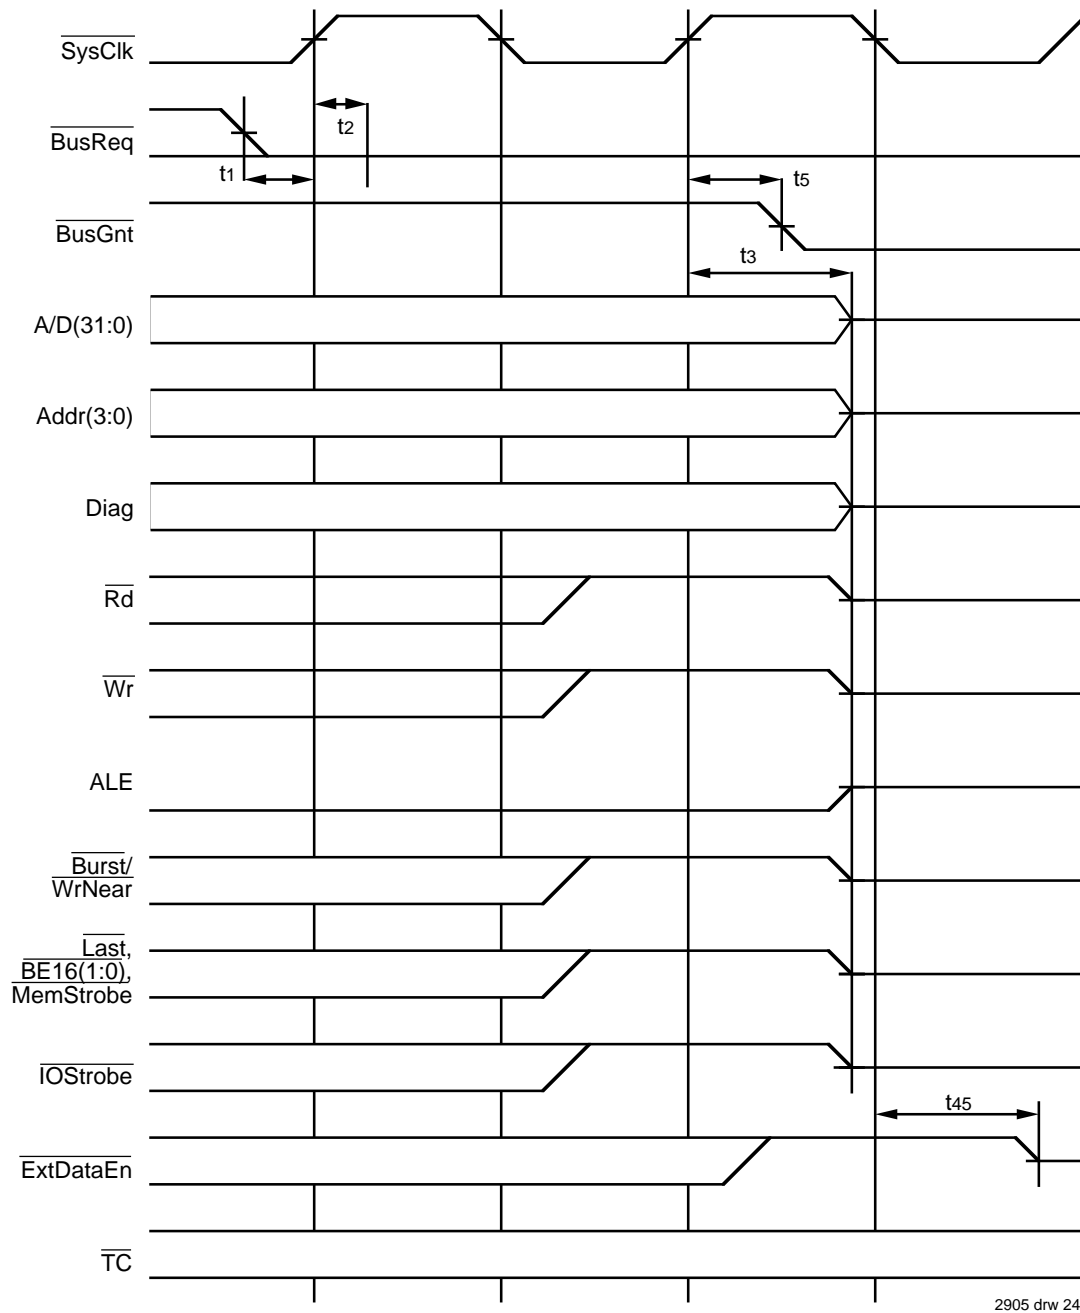 SysClk
BusReq
t2
t1
t5
BusGnt
t3
A/D(31:0)
Addr(3:0)
Diag
Rd
Wr
ALE
Burst/
WrNear
Last,
BE16(1:0),
MemStrobe
IOStrobe
t45
ExtDataEn
TC
2905 drw 24